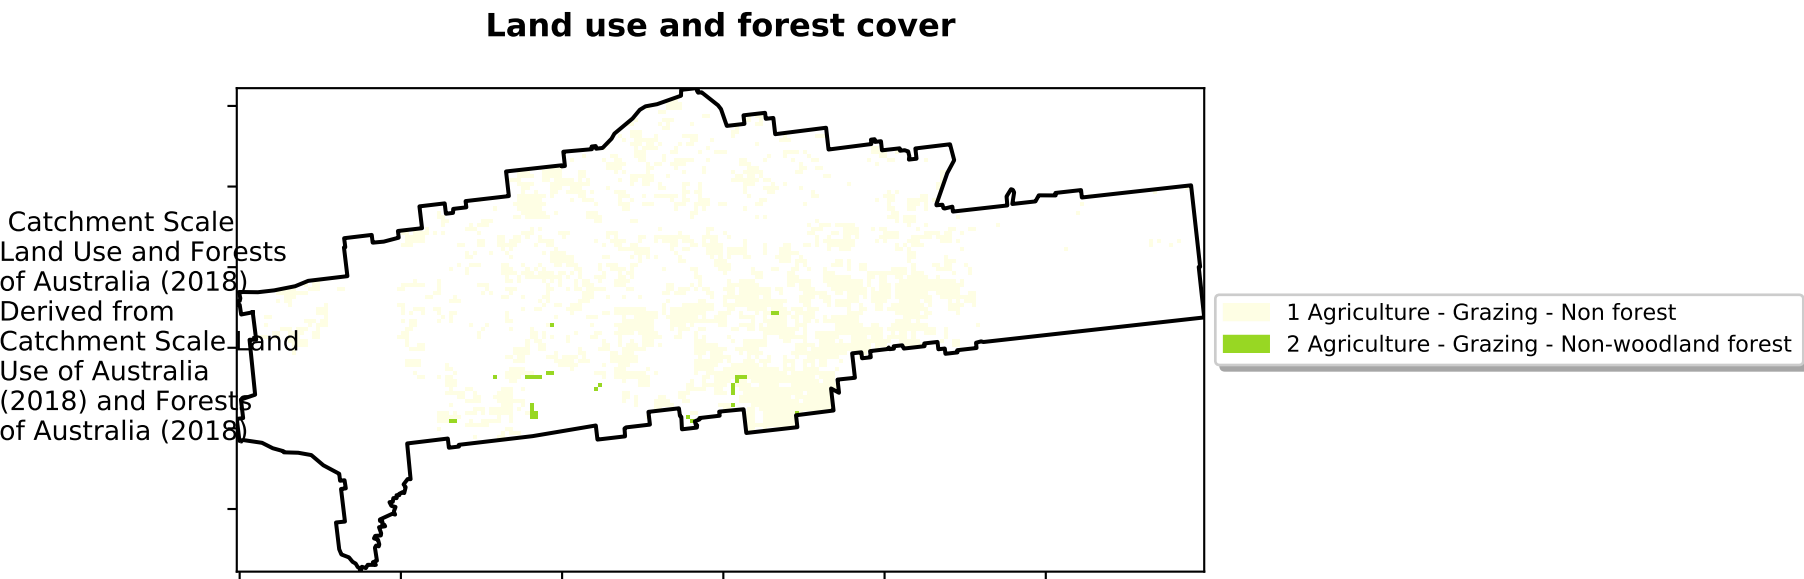 Land use and forest cover
Catchment Scale
Land Use and Forests
of Australia (2018)
Derived from
Catchment Scale Land
Use of Australia
(2018) and Forests
of Australia (2018)
1 Agriculture - Grazing - Non forest
2 Agriculture - Grazing - Non-woodland forest